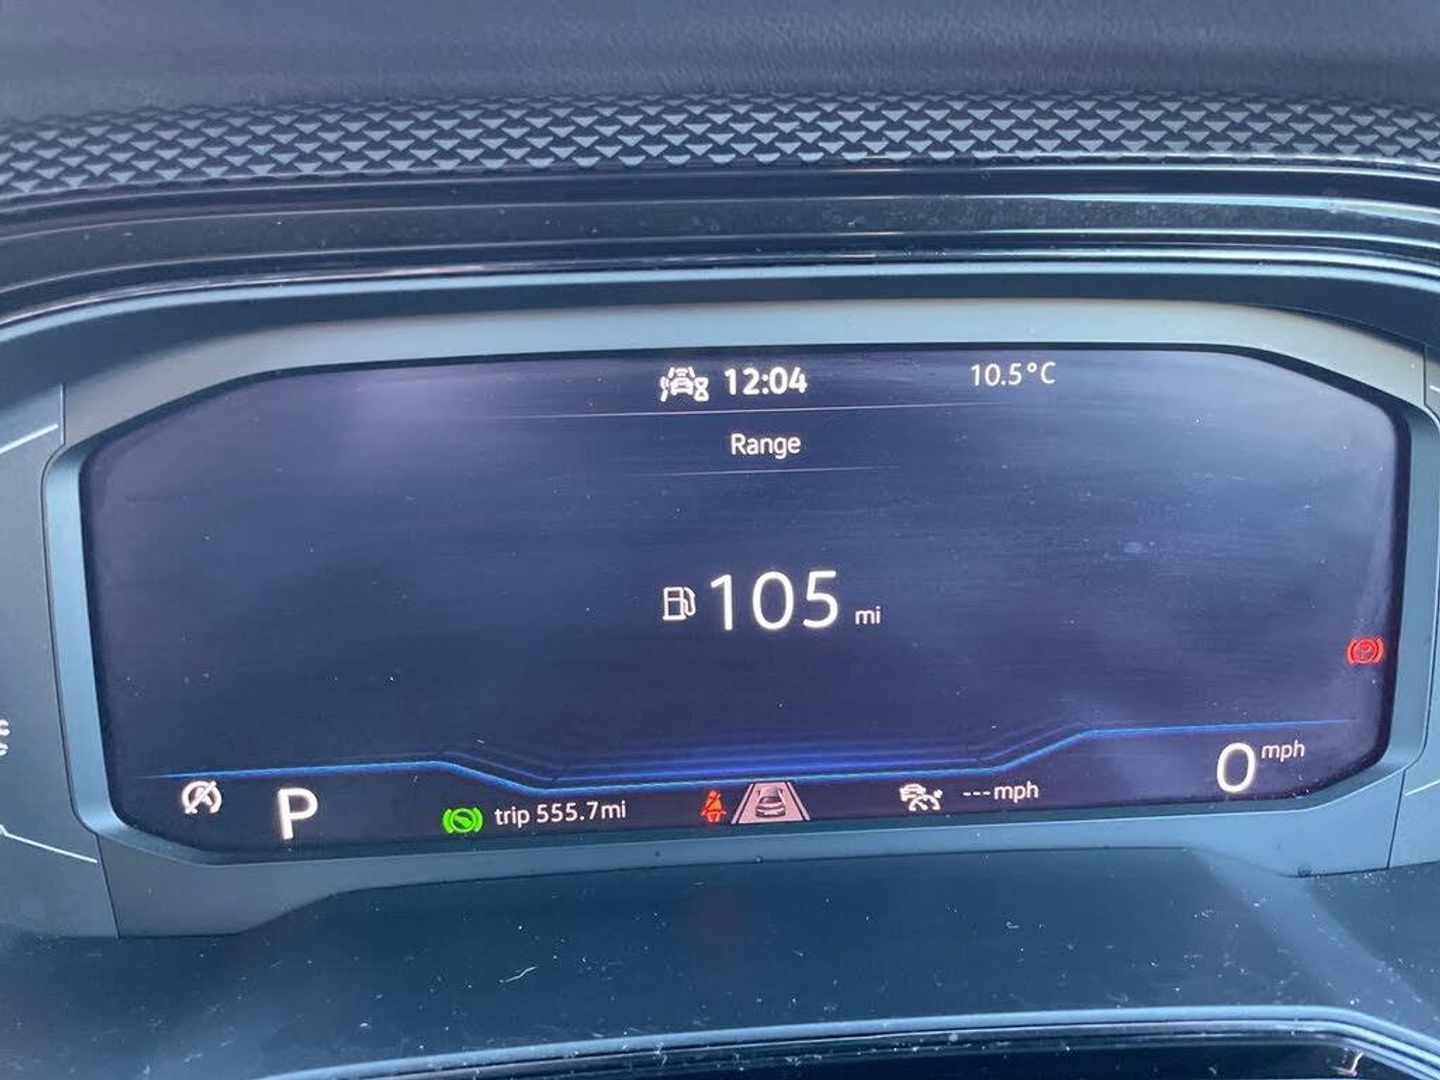 12:04 10.5°C
Range
105 mi
P
0 mph
P trip 555.7mi ---mph